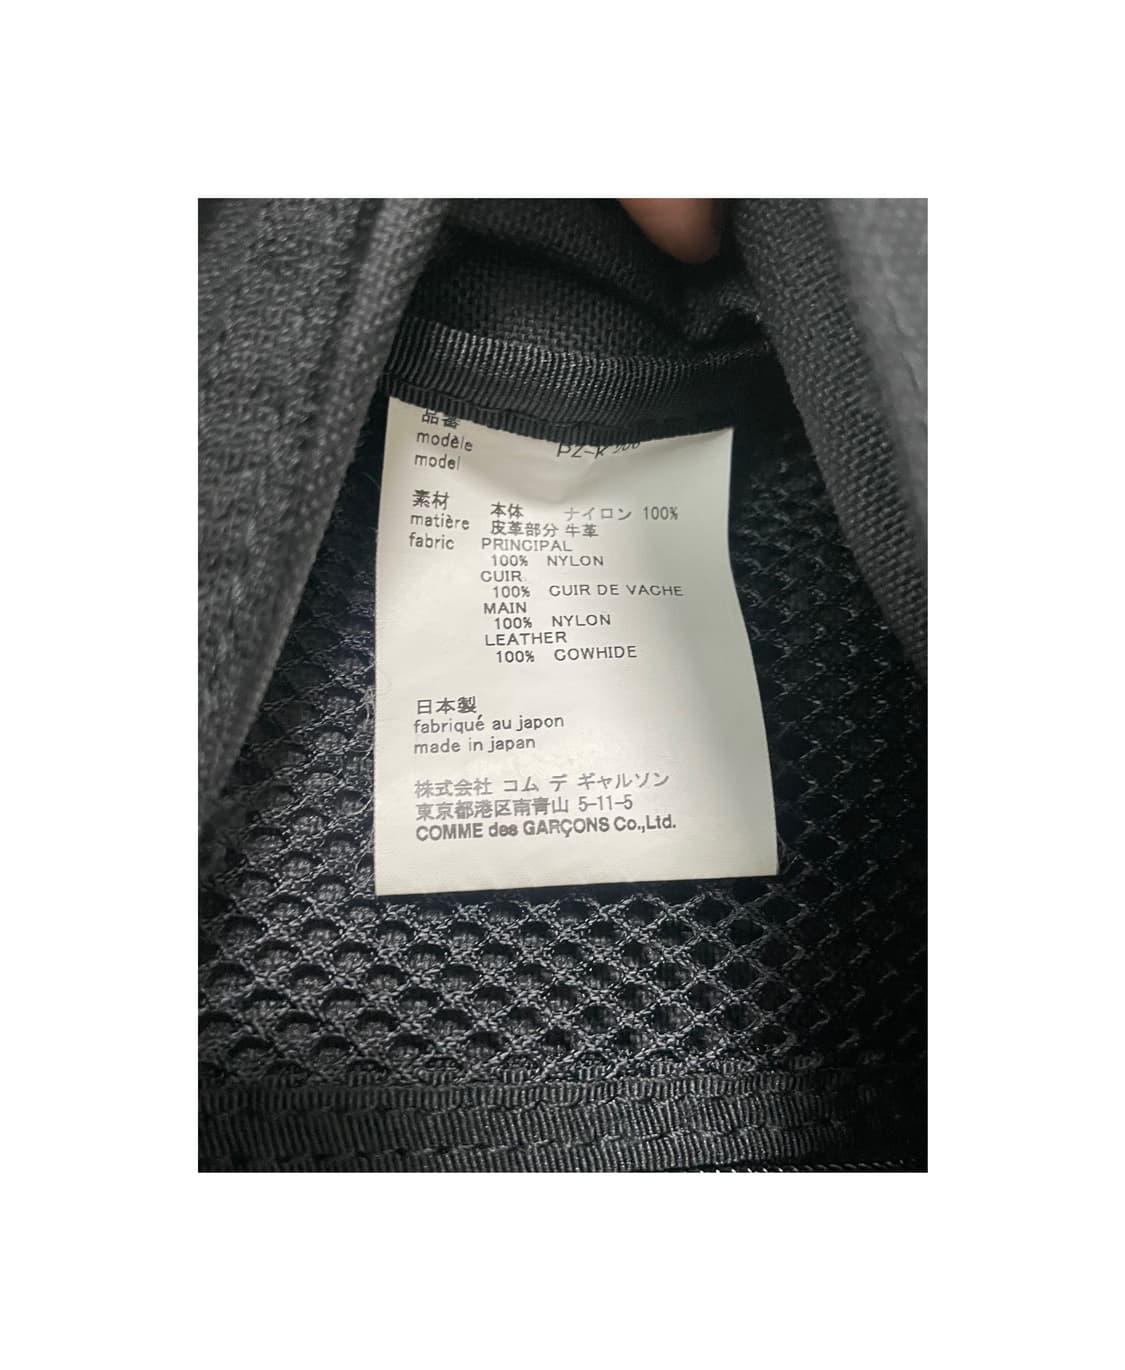 品番
modèle
model
素材 本体 ナイロン 100%
matière 皮革部分 牛革
fabric PRINCIPAL
100% NYLON
CUIR
100% CUIR DE VACHE
MAIN
100% NYLON
LEATHER
100% COWHIDE
日本製
fabriqué au japon
made in japan
株式会社 コム デ ギャルソン
東京都港区南青山 5-11-5
COMME des GARÇONS Co.,Ltd.